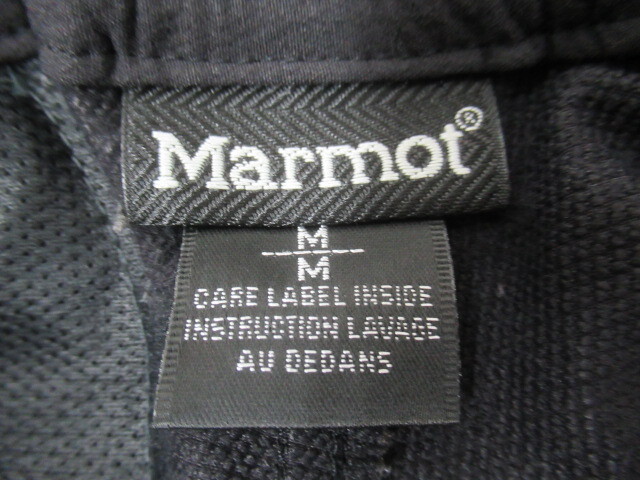 Marmot®
M
M
CARE LABEL INSIDE
INSTRUCTION LAVAGE
AU DEDANS